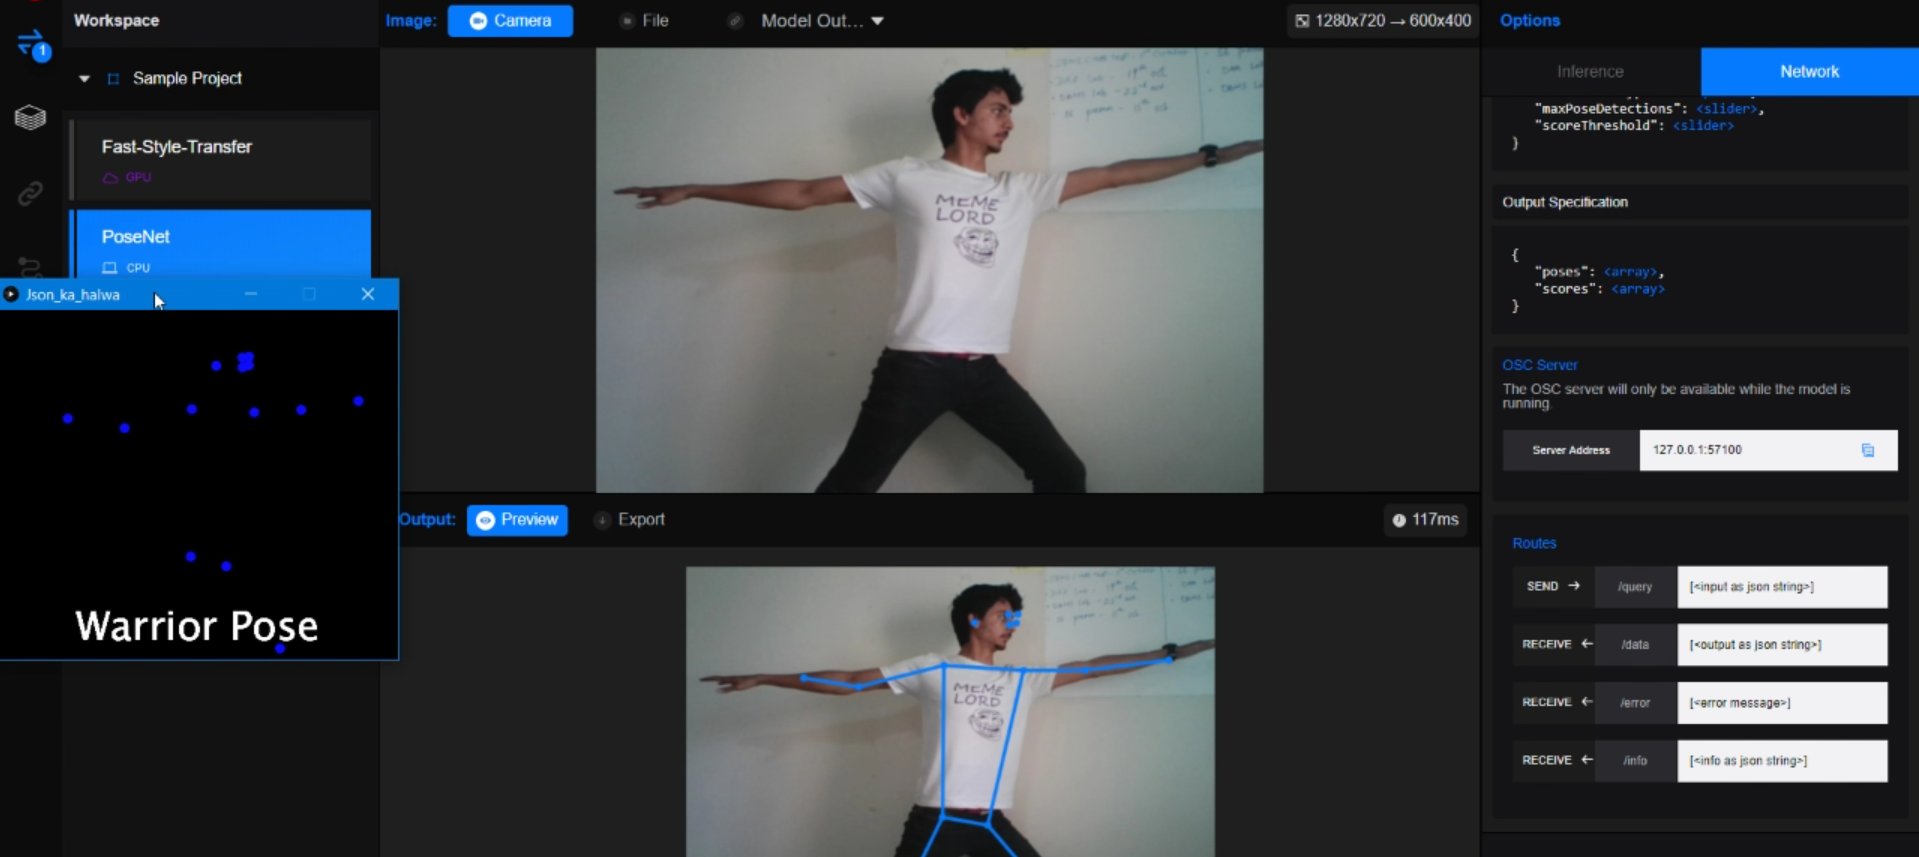 Workspace
1
Sample Project
Fast-Style-Transfer
GPU
PoseNet
CPU
Json_ka_halwa
Warrior Pose
Image:
Camera
File
Model Out...
1280x720 → 600x400
MEME
LORD
Output:
Preview
Export
117ms
MEME
LORD
Options
Inference
Network
"maxPoseDetections": <slider>,
"scoreThreshold": <slider>
}
Output Specification
{
"poses": <array>,
"scores": <array>
}
OSC Server
The OSC server will only be available while the model is
running.
Server Address
127.0.0.1:57100
Routes
SEND → /query [<input as json string>]
RECEIVE ← /data [<output as json string>]
RECEIVE ← /error [<error message>]
RECEIVE ← /info [<info as json string>]